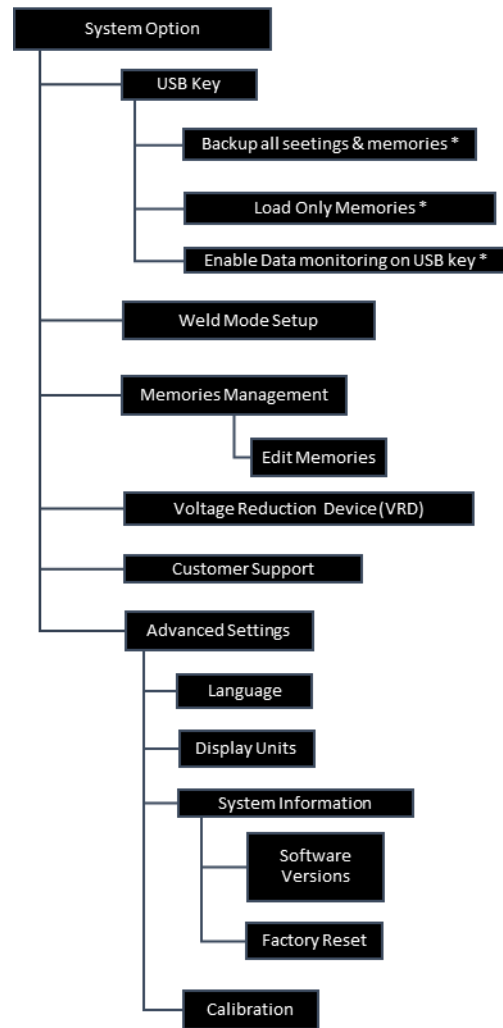 System Option
USB Key
Backup all seetings & memories *
Load Only Memories *
Enable Data monitoring on USB key *
Weld Mode Setup
Memories Management
Edit Memories
Voltage Reduction Device (VRD)
Customer Support
Advanced Settings
Language
Display Units
System Information
Software
Versions
Factory Reset
Calibration